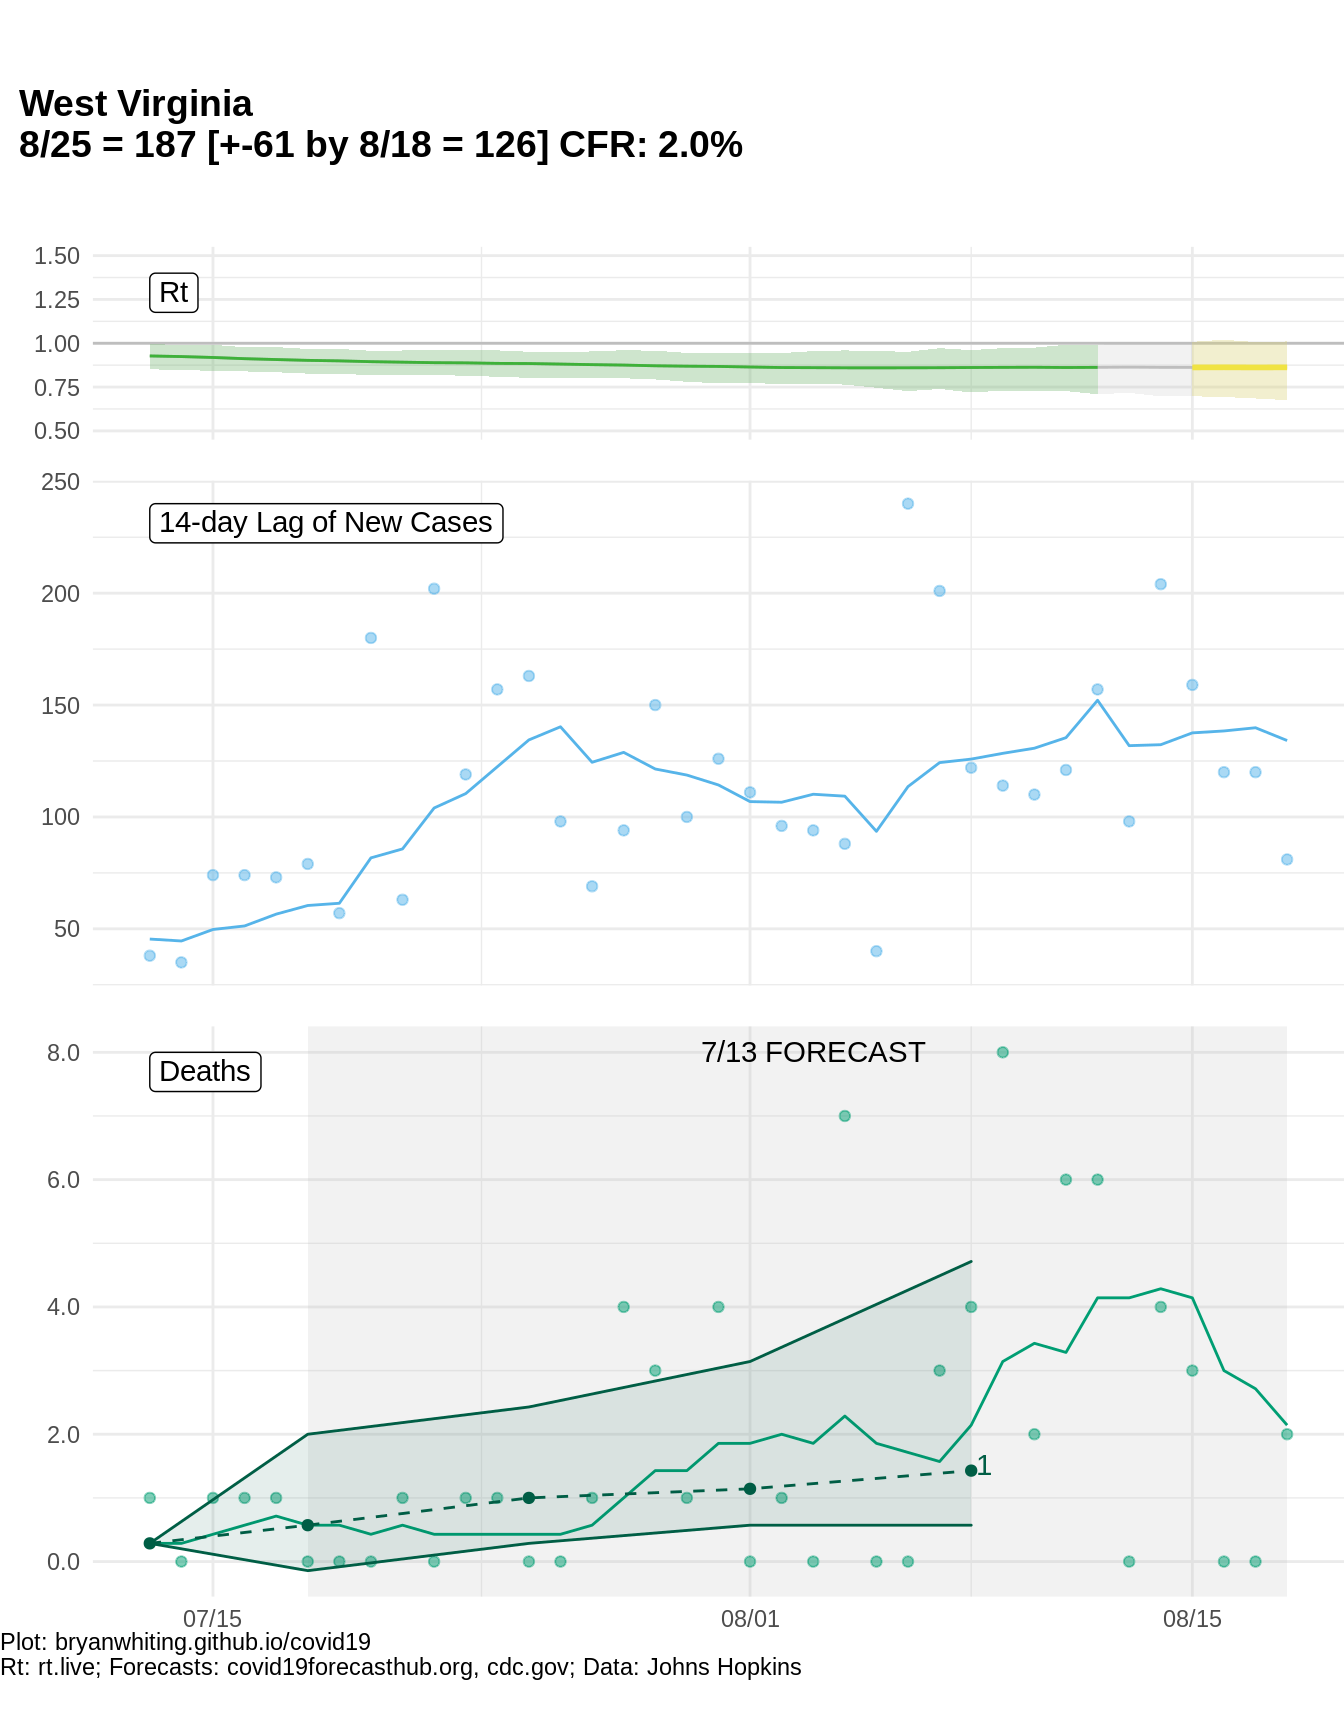 West Virginia
8/25 = 187 [+-61 by 8/18 = 126] CFR: 2.0%
1.50
Rt
1.25
1.00
0.75
0.50
250
14-day Lag of New Cases
200
150
100
50
8.0
7/13 FORECAST
Deaths
6.0
4.0
2.0
1
0.0
07/15
08/01
08/15
Plot: bryanwhiting.github.io/covid19
Rt: rt.live; Forecasts: covid19forecasthub.org, cdc.gov; Data: Johns Hopkins